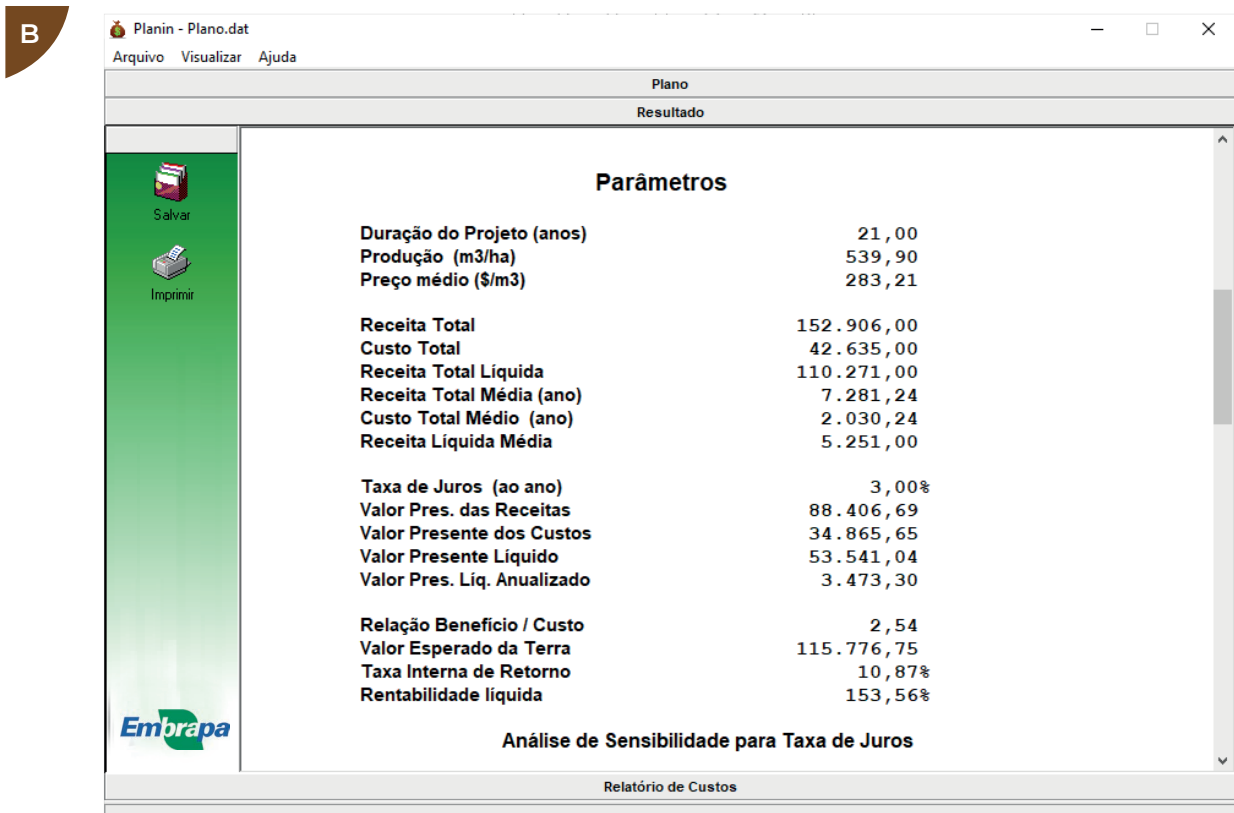 B
Planin - Plano.dat
Arquivo Visualizar Ajuda
Plano
Resultado
Salvar
Imprimir
Embrapa
Parâmetros
Duração do Projeto (anos) 21,00
Produção (m3/ha) 539,90
Preço médio ($/m3) 283,21
Receita Total 152.906,00
Custo Total 42.635,00
Receita Total Líquida 110.271,00
Receita Total Média (ano) 7.281,24
Custo Total Médio (ano) 2.030,24
Receita Líquida Média 5.251,00
Taxa de Juros (ao ano) 3,00%
Valor Pres. das Receitas 88.406,69
Valor Presente dos Custos 34.865,65
Valor Presente Líquido 53.541,04
Valor Pres. Líq. Anualizado 3.473,30
Relação Benefício / Custo 2,54
Valor Esperado da Terra 115.776,75
Taxa Interna de Retorno 10,87%
Rentabilidade líquida 153,56%
Análise de Sensibilidade para Taxa de Juros
Relatório de Custos